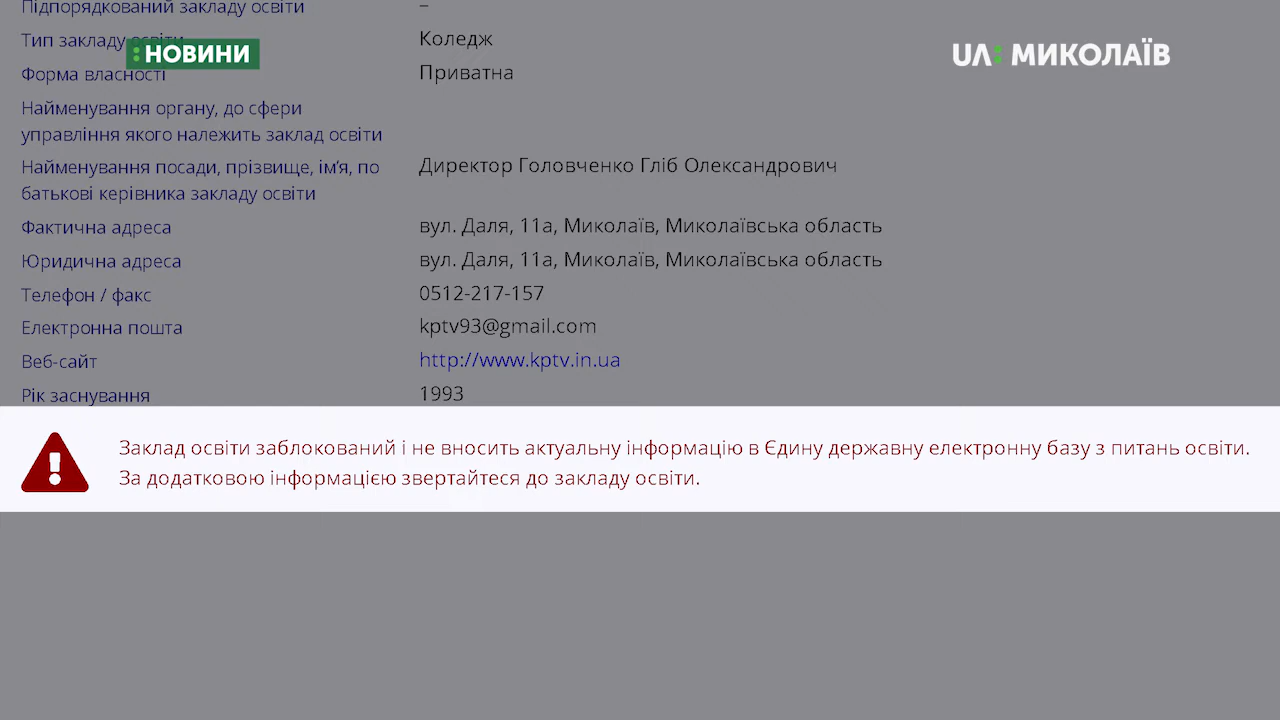 Підпорядкований закладу освіти –
Тип закладу освіти Коледж
НОВИНИ
UA: МИКОЛАЇВ
Форма власності Приватна
Найменування органу, до сфери
управління якого належить заклад освіти
Найменування посади, прізвище, ім'я, по Директор Головченко Гліб Олександрович
батькові керівника закладу освіти
Фактична адреса вул. Даля, 11а, Миколаїв, Миколаївська область
Юридична адреса вул. Даля, 11а, Миколаїв, Миколаївська область
Телефон / факс 0512-217-157
Електронна пошта kptv93@gmail.com
Веб-сайт http://www.kptv.in.ua
Рік заснування 1993
Заклад освіти заблокований і не вносить актуальну інформацію в Єдину державну електронну базу з питань освіти.
За додатковою інформацією звертайтеся до закладу освіти.